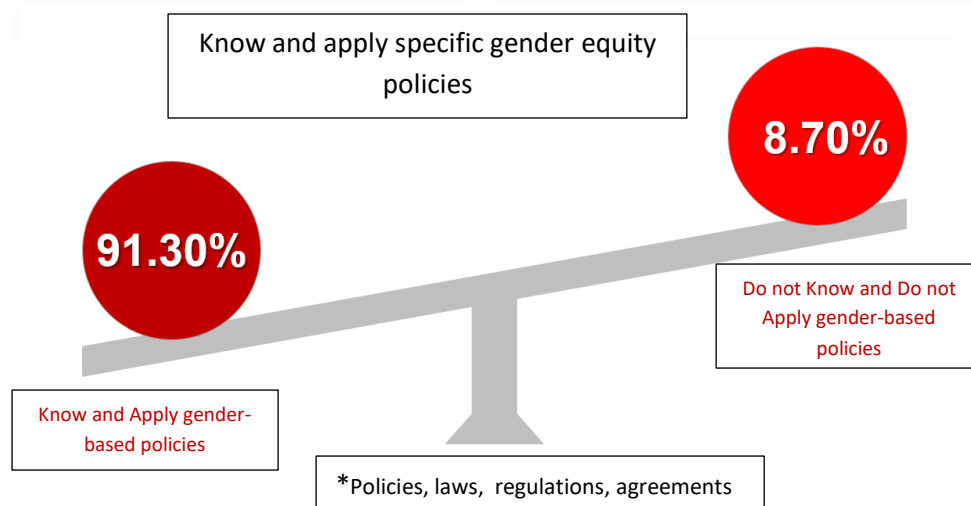 Know and apply specific gender equity
policies
8.70%
91.30%
Do not Know and Do not
Apply gender-based
policies
Know and Apply gender-
based policies
*Policies, laws, regulations, agreements